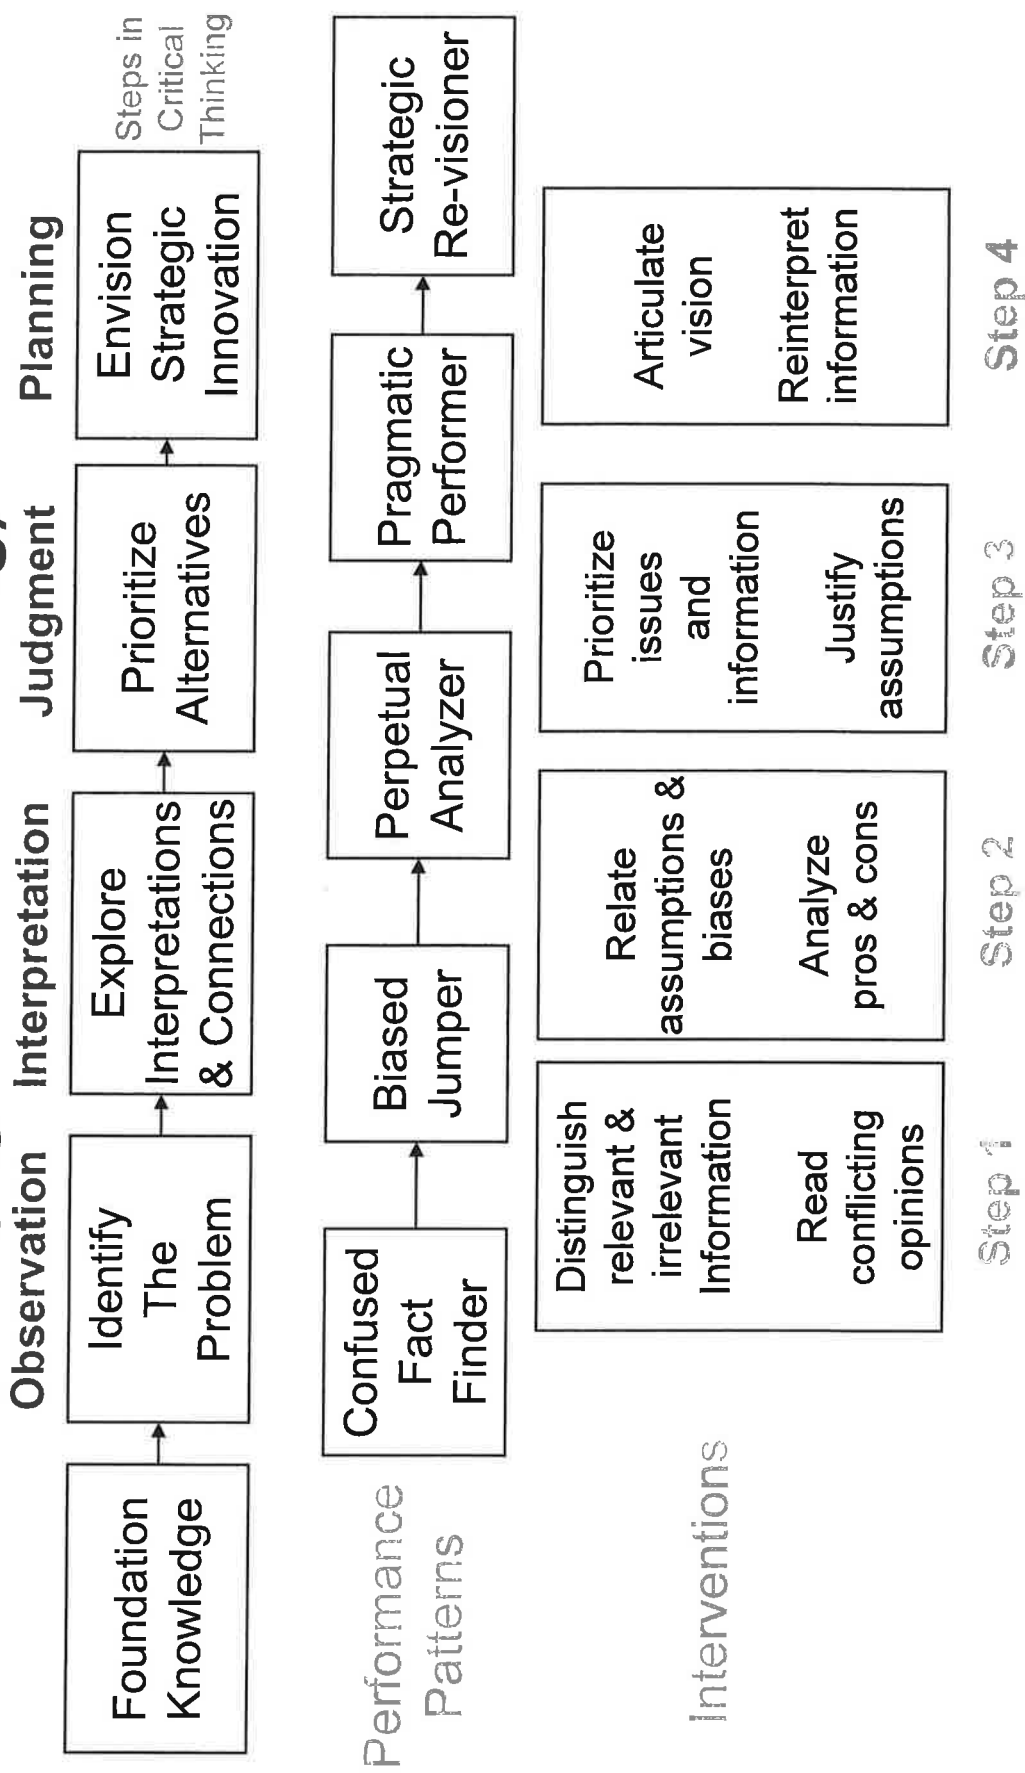 Observation Interpretation Judgment Planning
Foundation
Knowledge
Identify
The
Problem
Explore
Interpretations
& Connections
Prioritize
Alternatives
Envision
Strategic
Innovation
Steps in
Critical
Thinking
Performance
Patterns
Confused
Fact
Finder
Biased
Jumper
Perpetual
Analyzer
Pragmatic
Performer
Strategic
Re-visioner
Interventions
Distinguish
relevant &
irrelevant
Information
Read
conflicting
opinions
Relate
assumptions &
biases
Analyze
pros & cons
Prioritize
issues
and
information
Justify
assumptions
Articulate
vision
Reinterpret
information
Step 1
Step 2
Step 3
Step 4